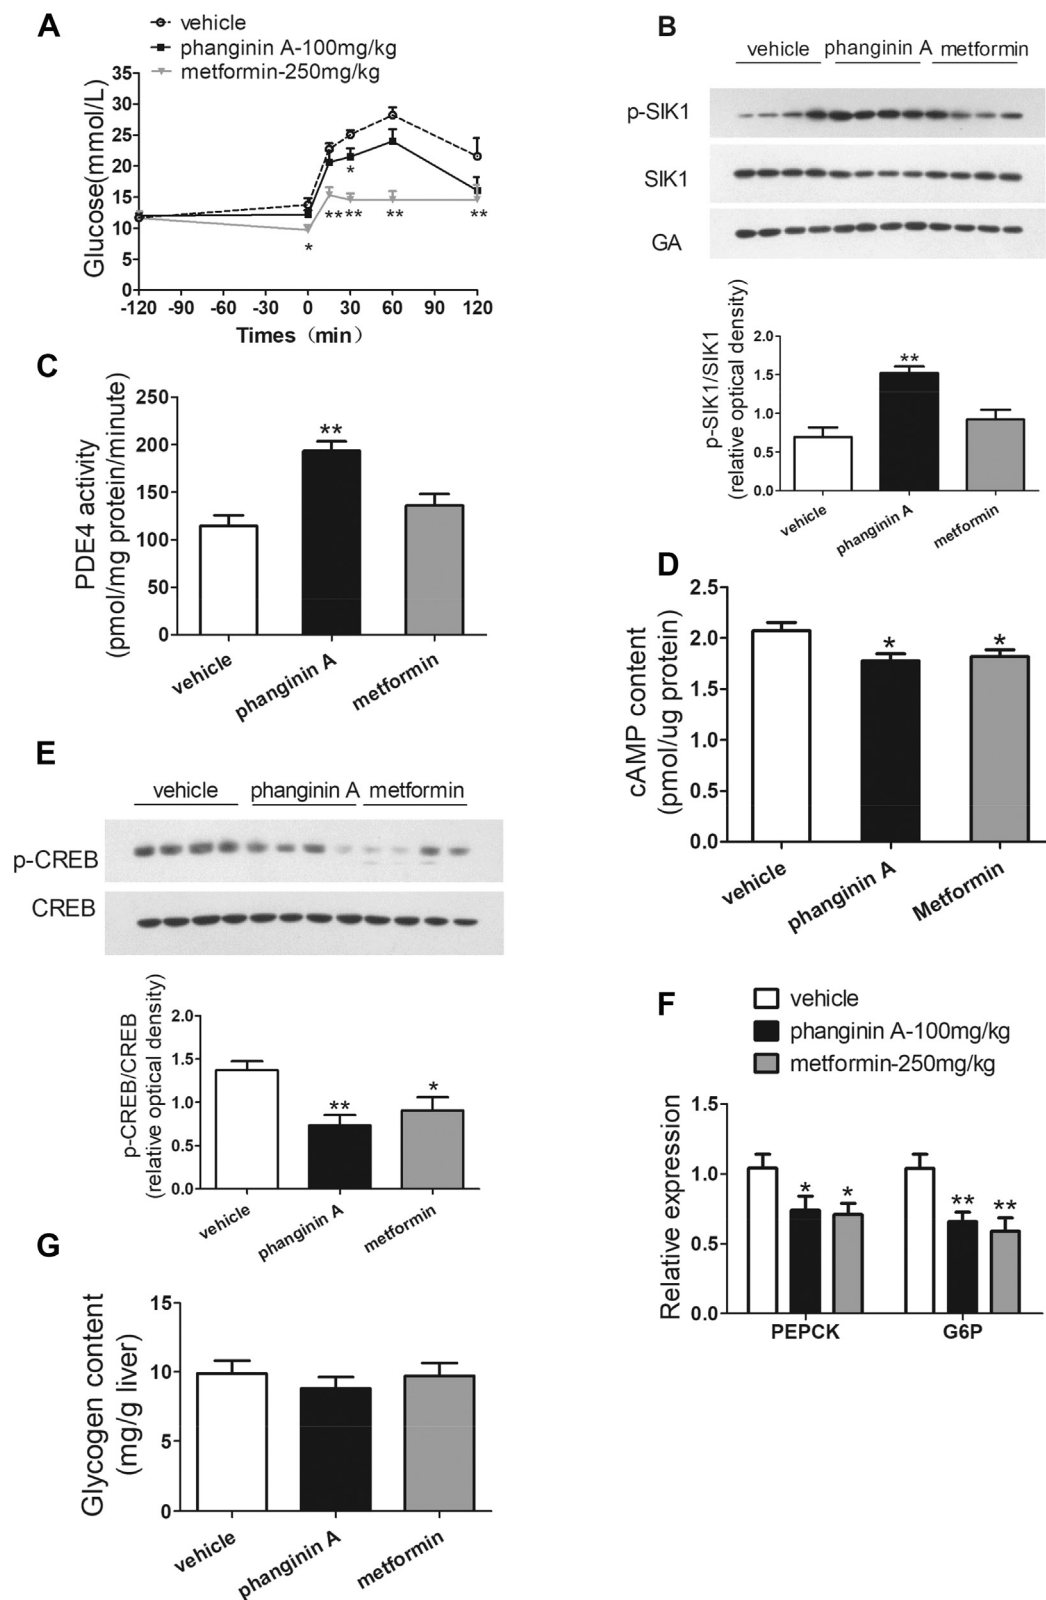 A
vehicle
phanginin A-100mg/kg
metformin-250mg/kg
Glucose(mmol/L)
35
30
25
20
15
10
5
0
*
*
** ** ** **
-120 -90 -60 -30 0 30 60 90 120
Times (min)
B
vehicle phanginin A metformin
p-SIK1
SIK1
GA
p-SIK1/SIK1
(relative optical density)
2.0
1.5
1.0
0.5
0.0
**
vehicle
phanginin A
metformin
C
PDE4 activity
(pmol/mg protein/minute)
250
200
150
100
50
0
**
vehicle
phanginin A
metformin
D
cAMP content
(pmol/ug protein)
2.5
2.0
1.5
1.0
0.5
0.0
* *
vehicle
phanginin A
Metformin
E
vehicle phanginin A metformin
p-CREB
CREB
p-CREB/CREB
(relative optical density)
2.0
1.5
1.0
0.5
0.0
** *
vehicle
phanginin A
metformin
F
vehicle
phanginin A-100mg/kg
metformin-250mg/kg
Relative expression
1.5
1.0
0.5
0.0
* * ** **
PEPCK G6P
G
Glycogen content
(mg/g liver)
15
10
5
0
vehicle
phanginin A
metformin